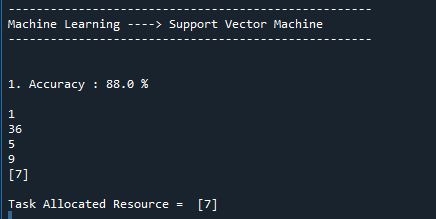 ----------------------------------------------------
Machine Learning ----> Support Vector Machine
----------------------------------------------------
1. Accuracy : 88.0 %
1
36
5
9
[7]
Task Allocated Resource =  [7]